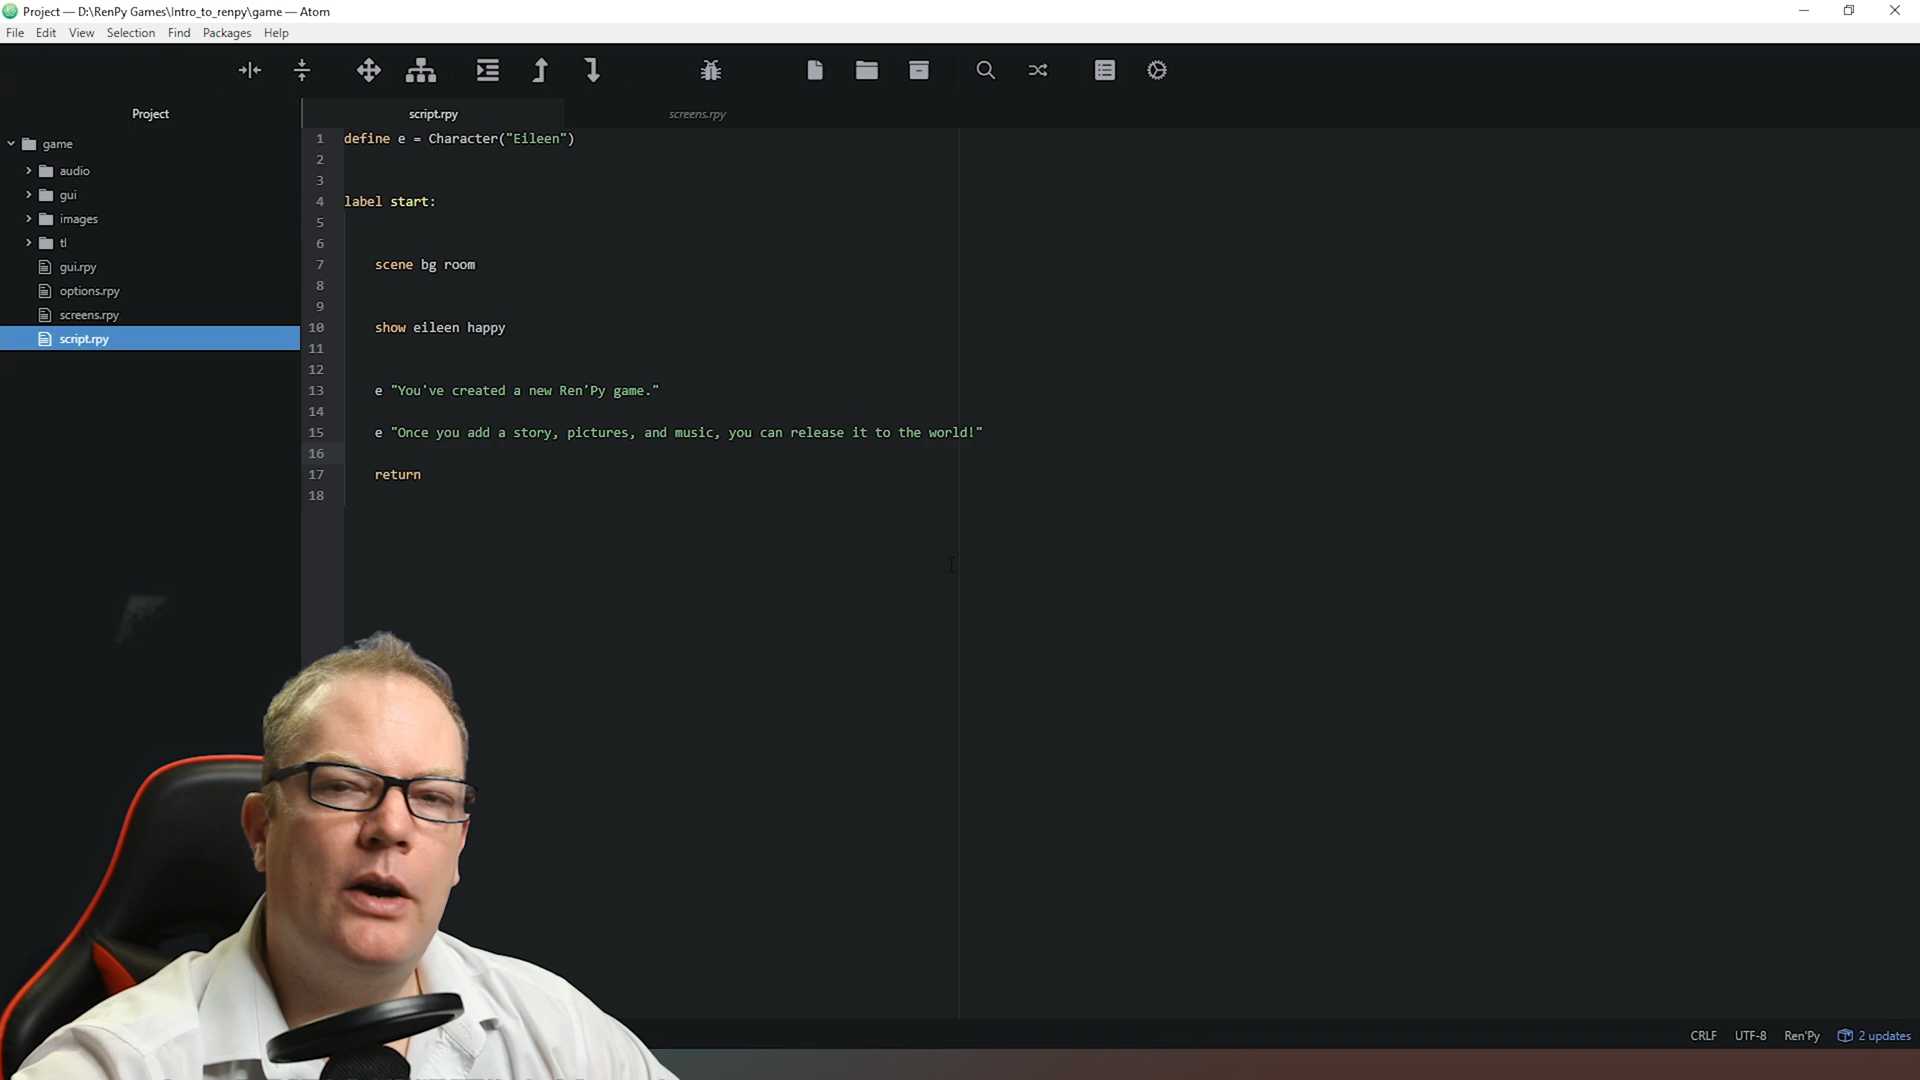 Project — D:\RenPy Games\Intro_to_renpy\game — Atom
File Edit View Selection Find Packages Help
Project
script.rpy
screens.rpy
game
audio
gui
images
tl
gui.rpy
options.rpy
screens.rpy
script.rpy
1 define e = Character("Eileen")
2
3
4 label start:
5
6
7 scene bg room
8
9
10 show eileen happy
11
12
13 e "You've created a new Ren'Py game."
14
15 e "Once you add a story, pictures, and music, you can release it to the world!"
16
17 return
18
CRLF UTF-8 Ren'Py 2 updates